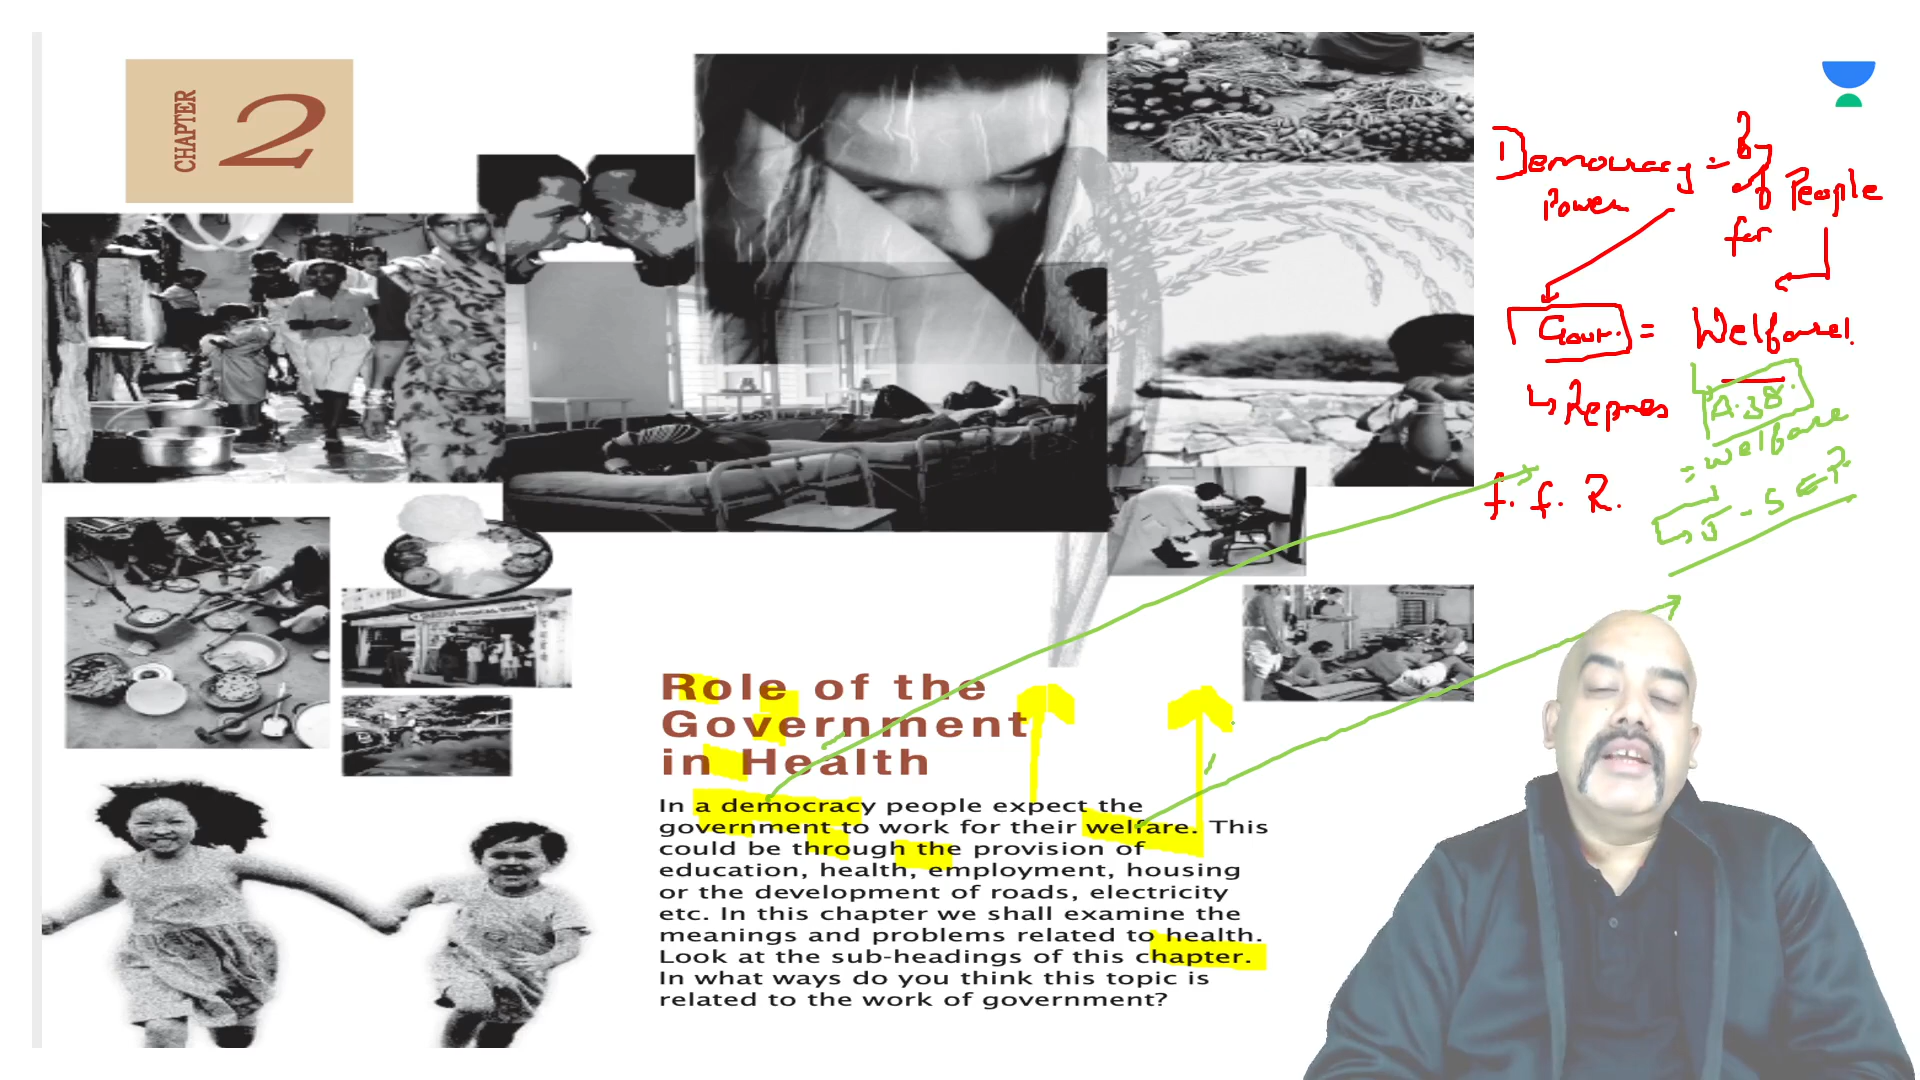 CHAPTER 2
Role of the
Government
in Health
In a democracy people expect the
government to work for their welfare. This
could be through the provision of
education, health, employment, housing
or the development of roads, electricity
etc. In this chapter we shall examine the
meanings and problems related to health.
Look at the sub-headings of this chapter.
In what ways do you think this topic is
related to the work of government?
Democracy = By
of People
for
Power
Govt. = Welfare
↳ Repres
A.38.
= welfare
f. f. R.
J - S